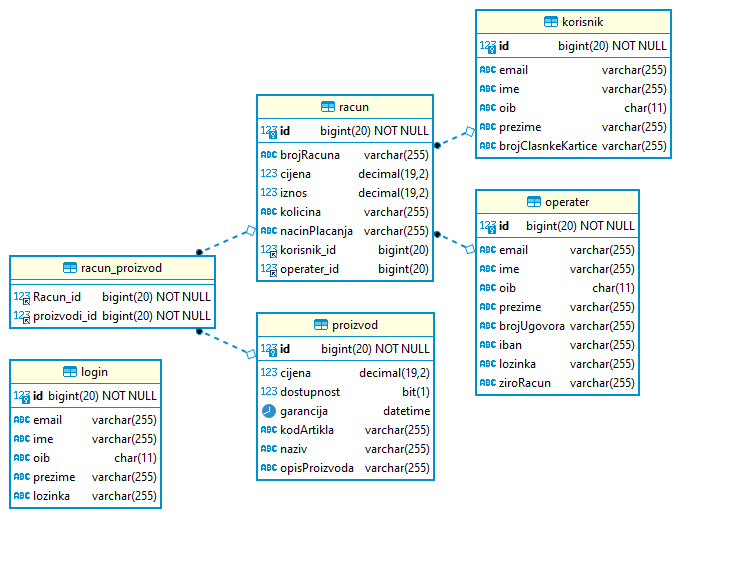 korisnik
id bigint(20) NOT NULL
ABC email varchar(255)
ABC ime varchar(255)
ABC oib char(11)
ABC prezime varchar(255)
ABC brojClasnkeKartice varchar(255)
racun
123 id bigint(20) NOT NULL
ABC brojRacuna varchar(255)
123 cijena decimal(19,2)
123 iznos decimal(19,2)
ABC kolicina varchar(255)
ABC nacinPlacanja varchar(255)
123 korisnik_id bigint(20)
123 operater_id bigint(20)
operater
123 id bigint(20) NOT NULL
ABC email varchar(255)
ABC ime varchar(255)
ABC oib char(11)
ABC prezime varchar(255)
ABC brojUgovora varchar(255)
ABC iban varchar(255)
ABC lozinka varchar(255)
ABC ziroRacun varchar(255)
racun_proizvod
123 Racun_id bigint(20) NOT NULL
123 proizvodi_id bigint(20) NOT NULL
proizvod
123 id bigint(20) NOT NULL
123 cijena decimal(19,2)
123 dostupnost bit(1)
garancija datetime
ABC kodArtikla varchar(255)
ABC naziv varchar(255)
ABC opisProizvoda varchar(255)
login
123 id bigint(20) NOT NULL
ABC email varchar(255)
ABC ime varchar(255)
ABC oib char(11)
ABC prezime varchar(255)
ABC lozinka varchar(255)